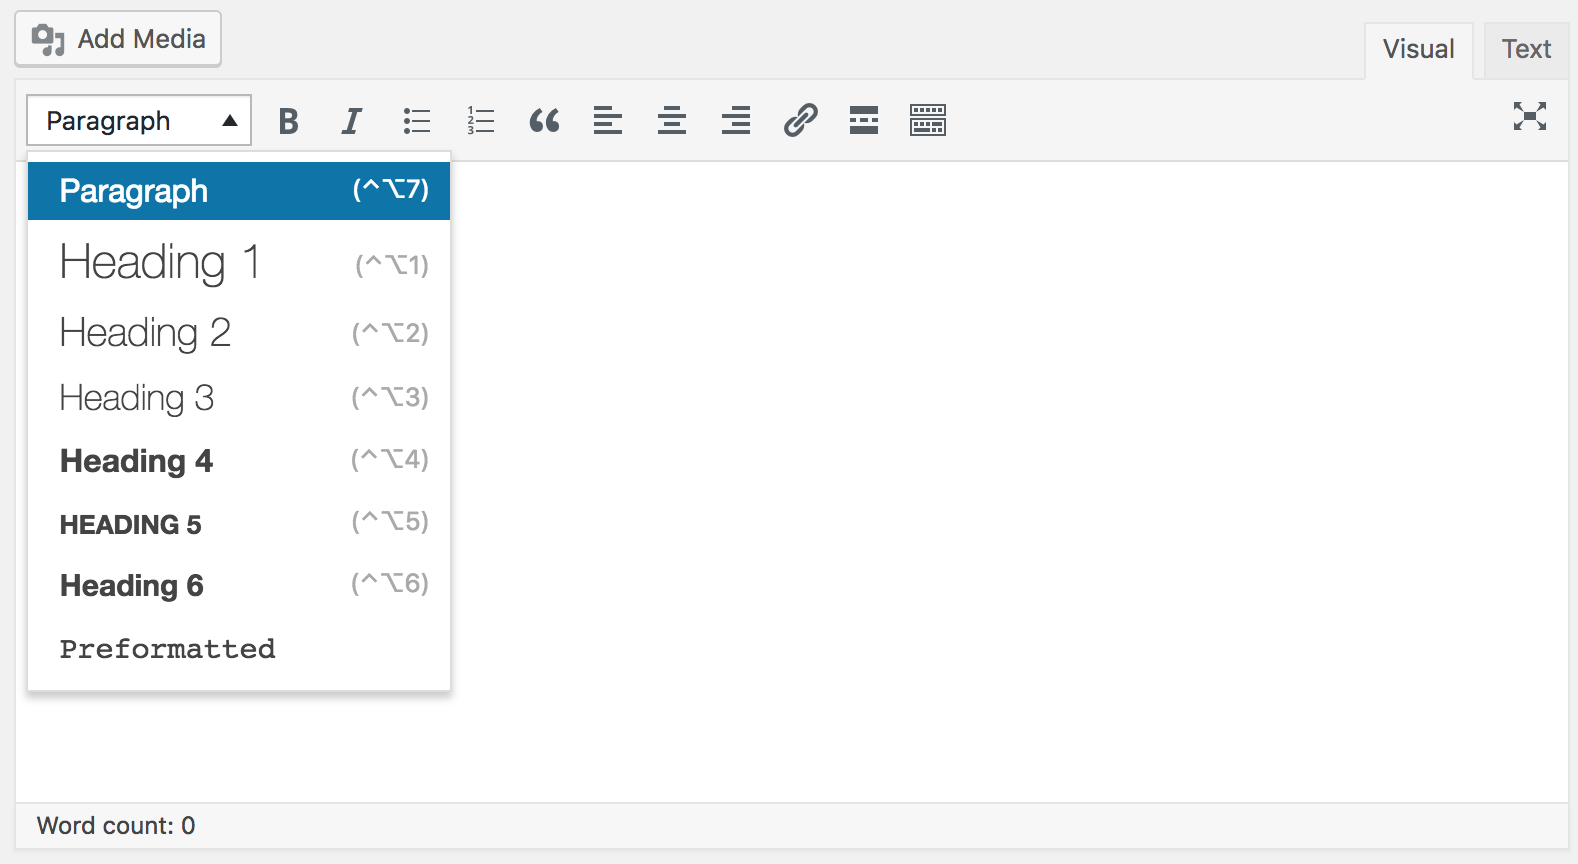 Add Media
Visual Text
Paragraph B I
Paragraph (^⌥7)
Heading 1 (^⌥1)
Heading 2 (^⌥2)
Heading 3 (^⌥3)
Heading 4 (^⌥4)
HEADING 5 (^⌥5)
Heading 6 (^⌥6)
Preformatted
Word count: 0